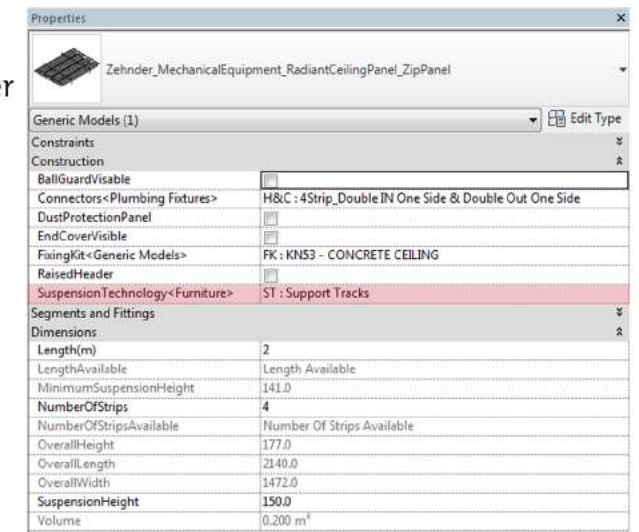 Properties
er
Zehnder_MechanicalEquipment_RadiantCeilingPanel_ZipPanel
Generic Models (1) Edit Type
Constraints
Construction
BallGuardVisable
Connectors<Plumbing Fixtures> H&C : 4Strip_Double IN One Side & Double Out One Side
DustProtectionPanel
EndCoverVisible
FixingKit<Generic Models> FK : KN53 - CONCRETE CEILING
RaisedHeader
SuspensionTechnology<Furniture> ST : Support Tracks
Segments and Fittings
Dimensions
Length(m) 2
LengthAvailable Length Available
MinimumSuspensionHeight 141.0
NumberOfStrips 4
NumberOfStripsAvailable Number Of Strips Available
OverallHeight 177.0
OverallLength 2140.0
OverallWidth 1472.0
SuspensionHeight 150.0
Volume 0.200 m³